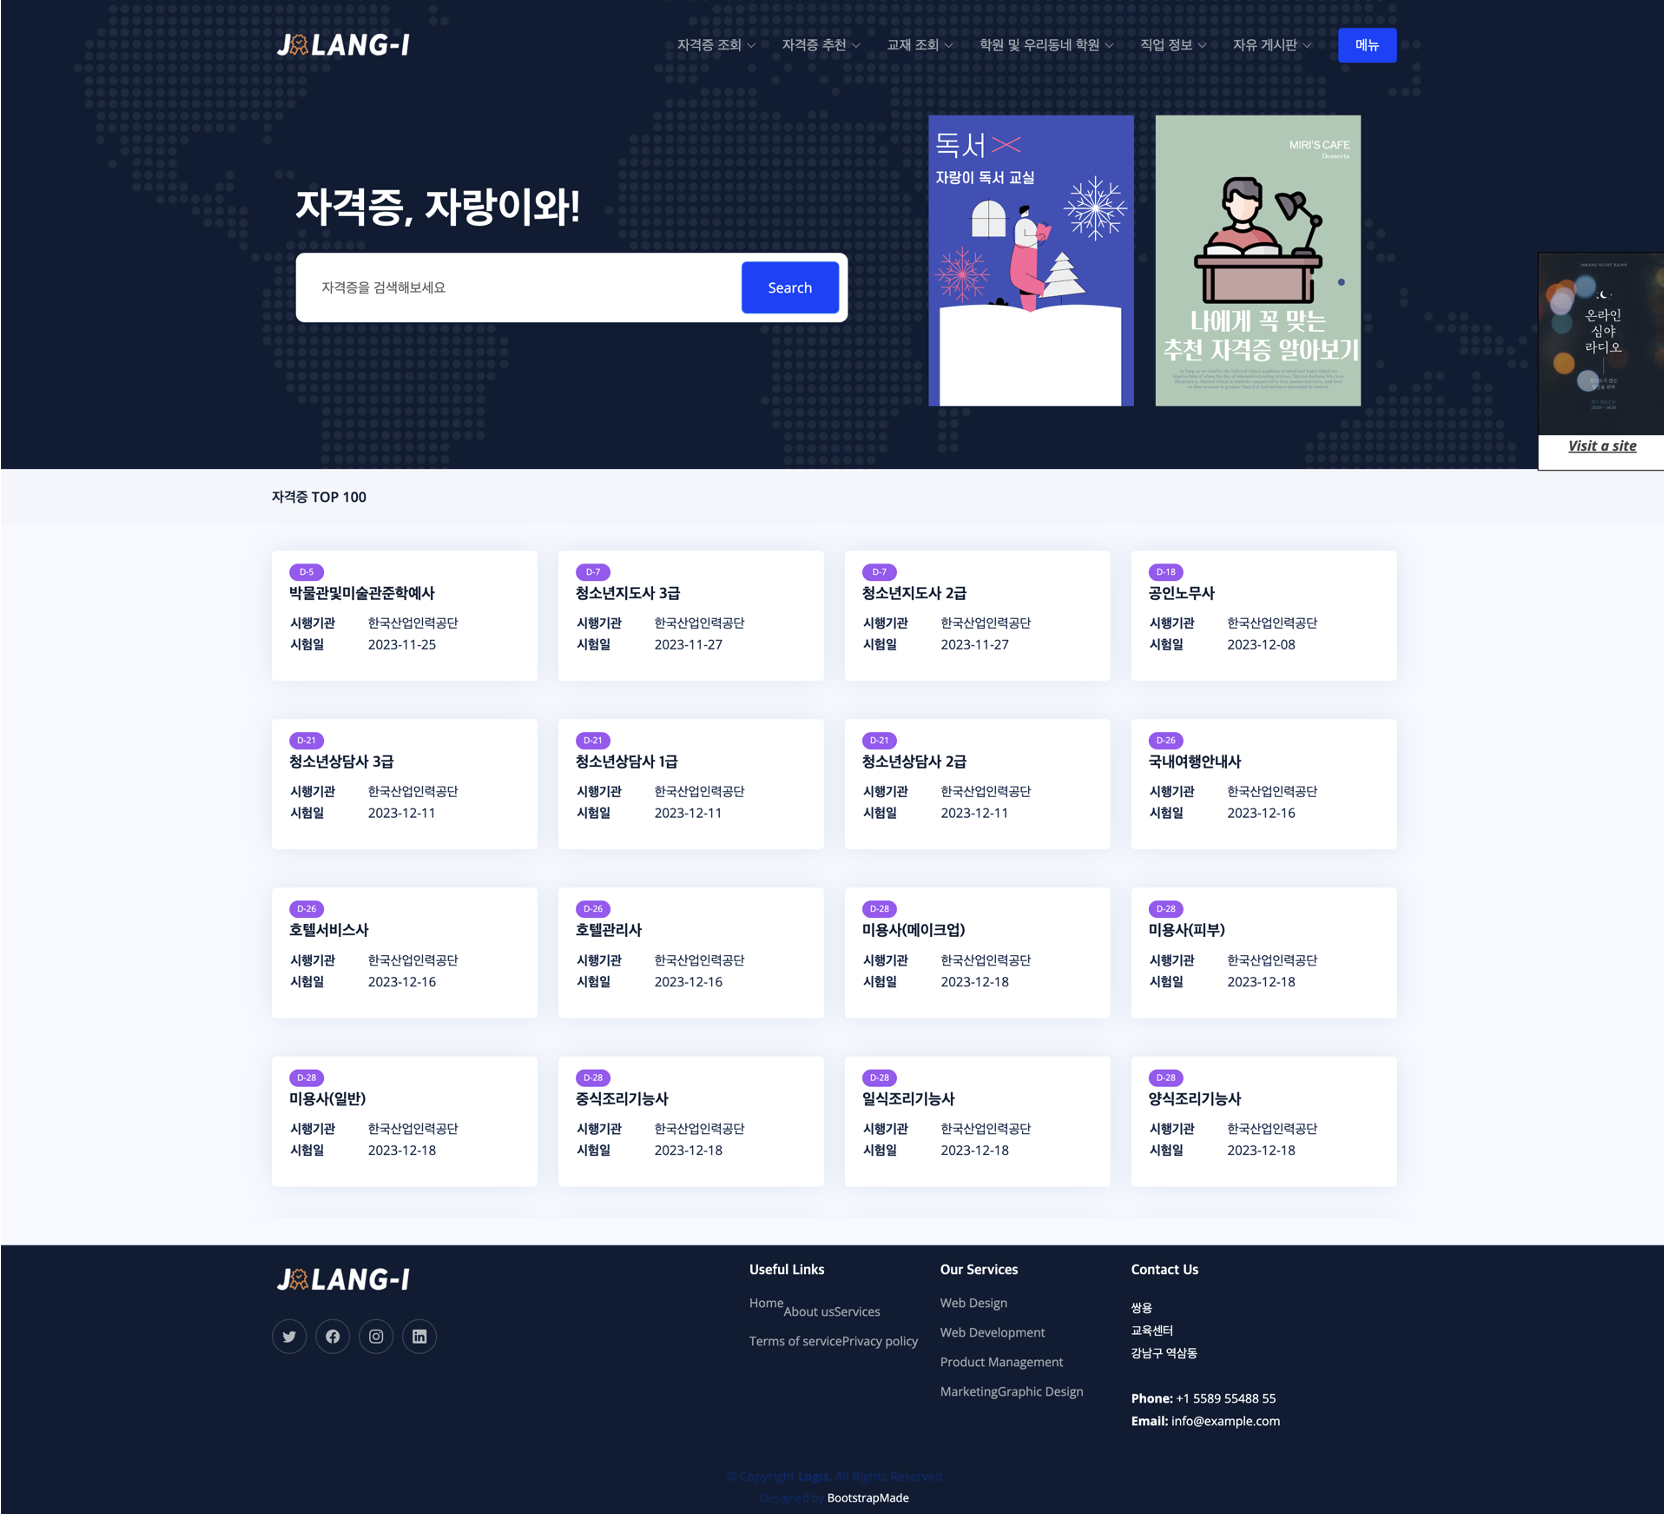 JALANG-I
자격증 조회
자격증 추천
교재 조회
학원 및 우리동네 학원
직업 정보
자유 게시판
메뉴
자격증, 자랑이와!
자격증을 검색해보세요
Search
독서
자랑이 독서 교실
MIRI'S CAFE
Desserts
나에게 꼭 맞는
추천 자격증 알아보기
온라인
심야
라디오
Visit a site
자격증 TOP 100
D-5
박물관및미술관준학예사
시행기관 한국산업인력공단
시험일 2023-11-25
D-7
청소년지도사 3급
시행기관 한국산업인력공단
시험일 2023-11-27
D-7
청소년지도사 2급
시행기관 한국산업인력공단
시험일 2023-11-27
D-18
공인노무사
시행기관 한국산업인력공단
시험일 2023-12-08
D-21
청소년상담사 3급
시행기관 한국산업인력공단
시험일 2023-12-11
D-21
청소년상담사 1급
시행기관 한국산업인력공단
시험일 2023-12-11
D-21
청소년상담사 2급
시행기관 한국산업인력공단
시험일 2023-12-11
D-26
국내여행안내사
시행기관 한국산업인력공단
시험일 2023-12-16
D-26
호텔서비스사
시행기관 한국산업인력공단
시험일 2023-12-16
D-26
호텔관리사
시행기관 한국산업인력공단
시험일 2023-12-16
D-28
미용사(메이크업)
시행기관 한국산업인력공단
시험일 2023-12-18
D-28
미용사(피부)
시행기관 한국산업인력공단
시험일 2023-12-18
D-28
미용사(일반)
시행기관 한국산업인력공단
시험일 2023-12-18
D-28
중식조리기능사
시행기관 한국산업인력공단
시험일 2023-12-18
D-28
일식조리기능사
시행기관 한국산업인력공단
시험일 2023-12-18
D-28
양식조리기능사
시행기관 한국산업인력공단
시험일 2023-12-18
JALANG-I
Useful Links
Home
About usServices
Terms of servicePrivacy policy
Our Services
Web Design
Web Development
Product Management
MarketingGraphic Design
Contact Us
쌍용
교육센터
강남구 역삼동
Phone: +1 5589 55488 55
Email: info@example.com
© Copyright Logis. All Rights Reserved
Designed by BootstrapMade